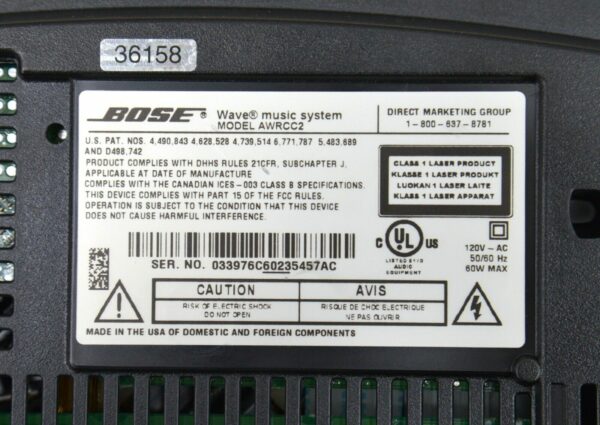 36158
BOSE® Wave® music system
MODEL AWRCC2
DIRECT MARKETING GROUP
1-800-637-8781
U.S. PAT. NOS. 4,490,843 4,628,528 4,739,514 6,771,787 5,483,689
AND D498,742
PRODUCT COMPLIES WITH DHHS RULES 21CFR, SUBCHAPTER J,
APPLICABLE AT DATE OF MANUFACTURE
COMPLIES WITH THE CANADIAN ICES-003 CLASS B SPECIFICATIONS.
THIS DEVICE COMPLIES WITH PART 15 OF THE FCC RULES.
OPERATION IS SUBJECT TO THE CONDITION THAT THIS DEVICE
DOES NOT CAUSE HARMFUL INTERFERENCE.
CLASS 1 LASER PRODUCT
KLASSE 1 LASER PRODUKT
LUOKAN 1 LASER LAITE
KLASS 1 LASER APPARAT
SER. NO. 033976C60235457AC
C UL® US
LISTED
AUDIO
EQUIPMENT
120V ~ AC
50/60 Hz
60W MAX
CAUTION
RISK OF ELECTRIC SHOCK
DO NOT OPEN
AVIS
RISQUE DE CHOC ELECTRIQUE
NE PAS OUVRIR
MADE IN THE USA OF DOMESTIC AND FOREIGN COMPONENTS